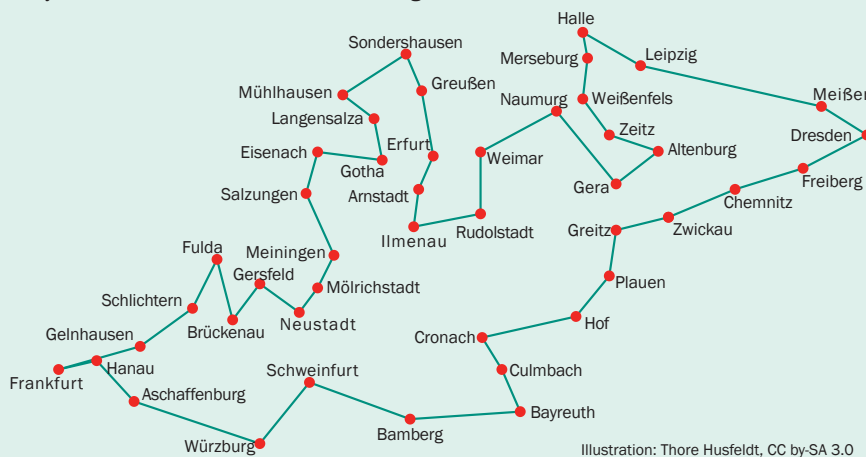 Halle
Sondershausen
Merseburg
Leipzig
Greußen
Mühlhausen
Naumurg
Weißenfels
Meißen
Langensalza
Zeitz
Dresden
Eisenach
Erfurt
Weimar
Altenburg
Gotha
Freiberg
Salzungen
Arnstadt
Gera
Chemnitz
Ilmenau
Rudolstadt
Greitz
Zwickau
Fulda
Meiningen
Gersfeld
Mölrichstadt
Plauen
Schlichtern
Brückenau
Neustadt
Hof
Gelnhausen
Cronach
Hanau
Frankfurt
Schweinfurt
Culmbach
Aschaffenburg
Bayreuth
Bamberg
Würzburg
Illustration: Thore Husfeldt, CC by-SA 3.0